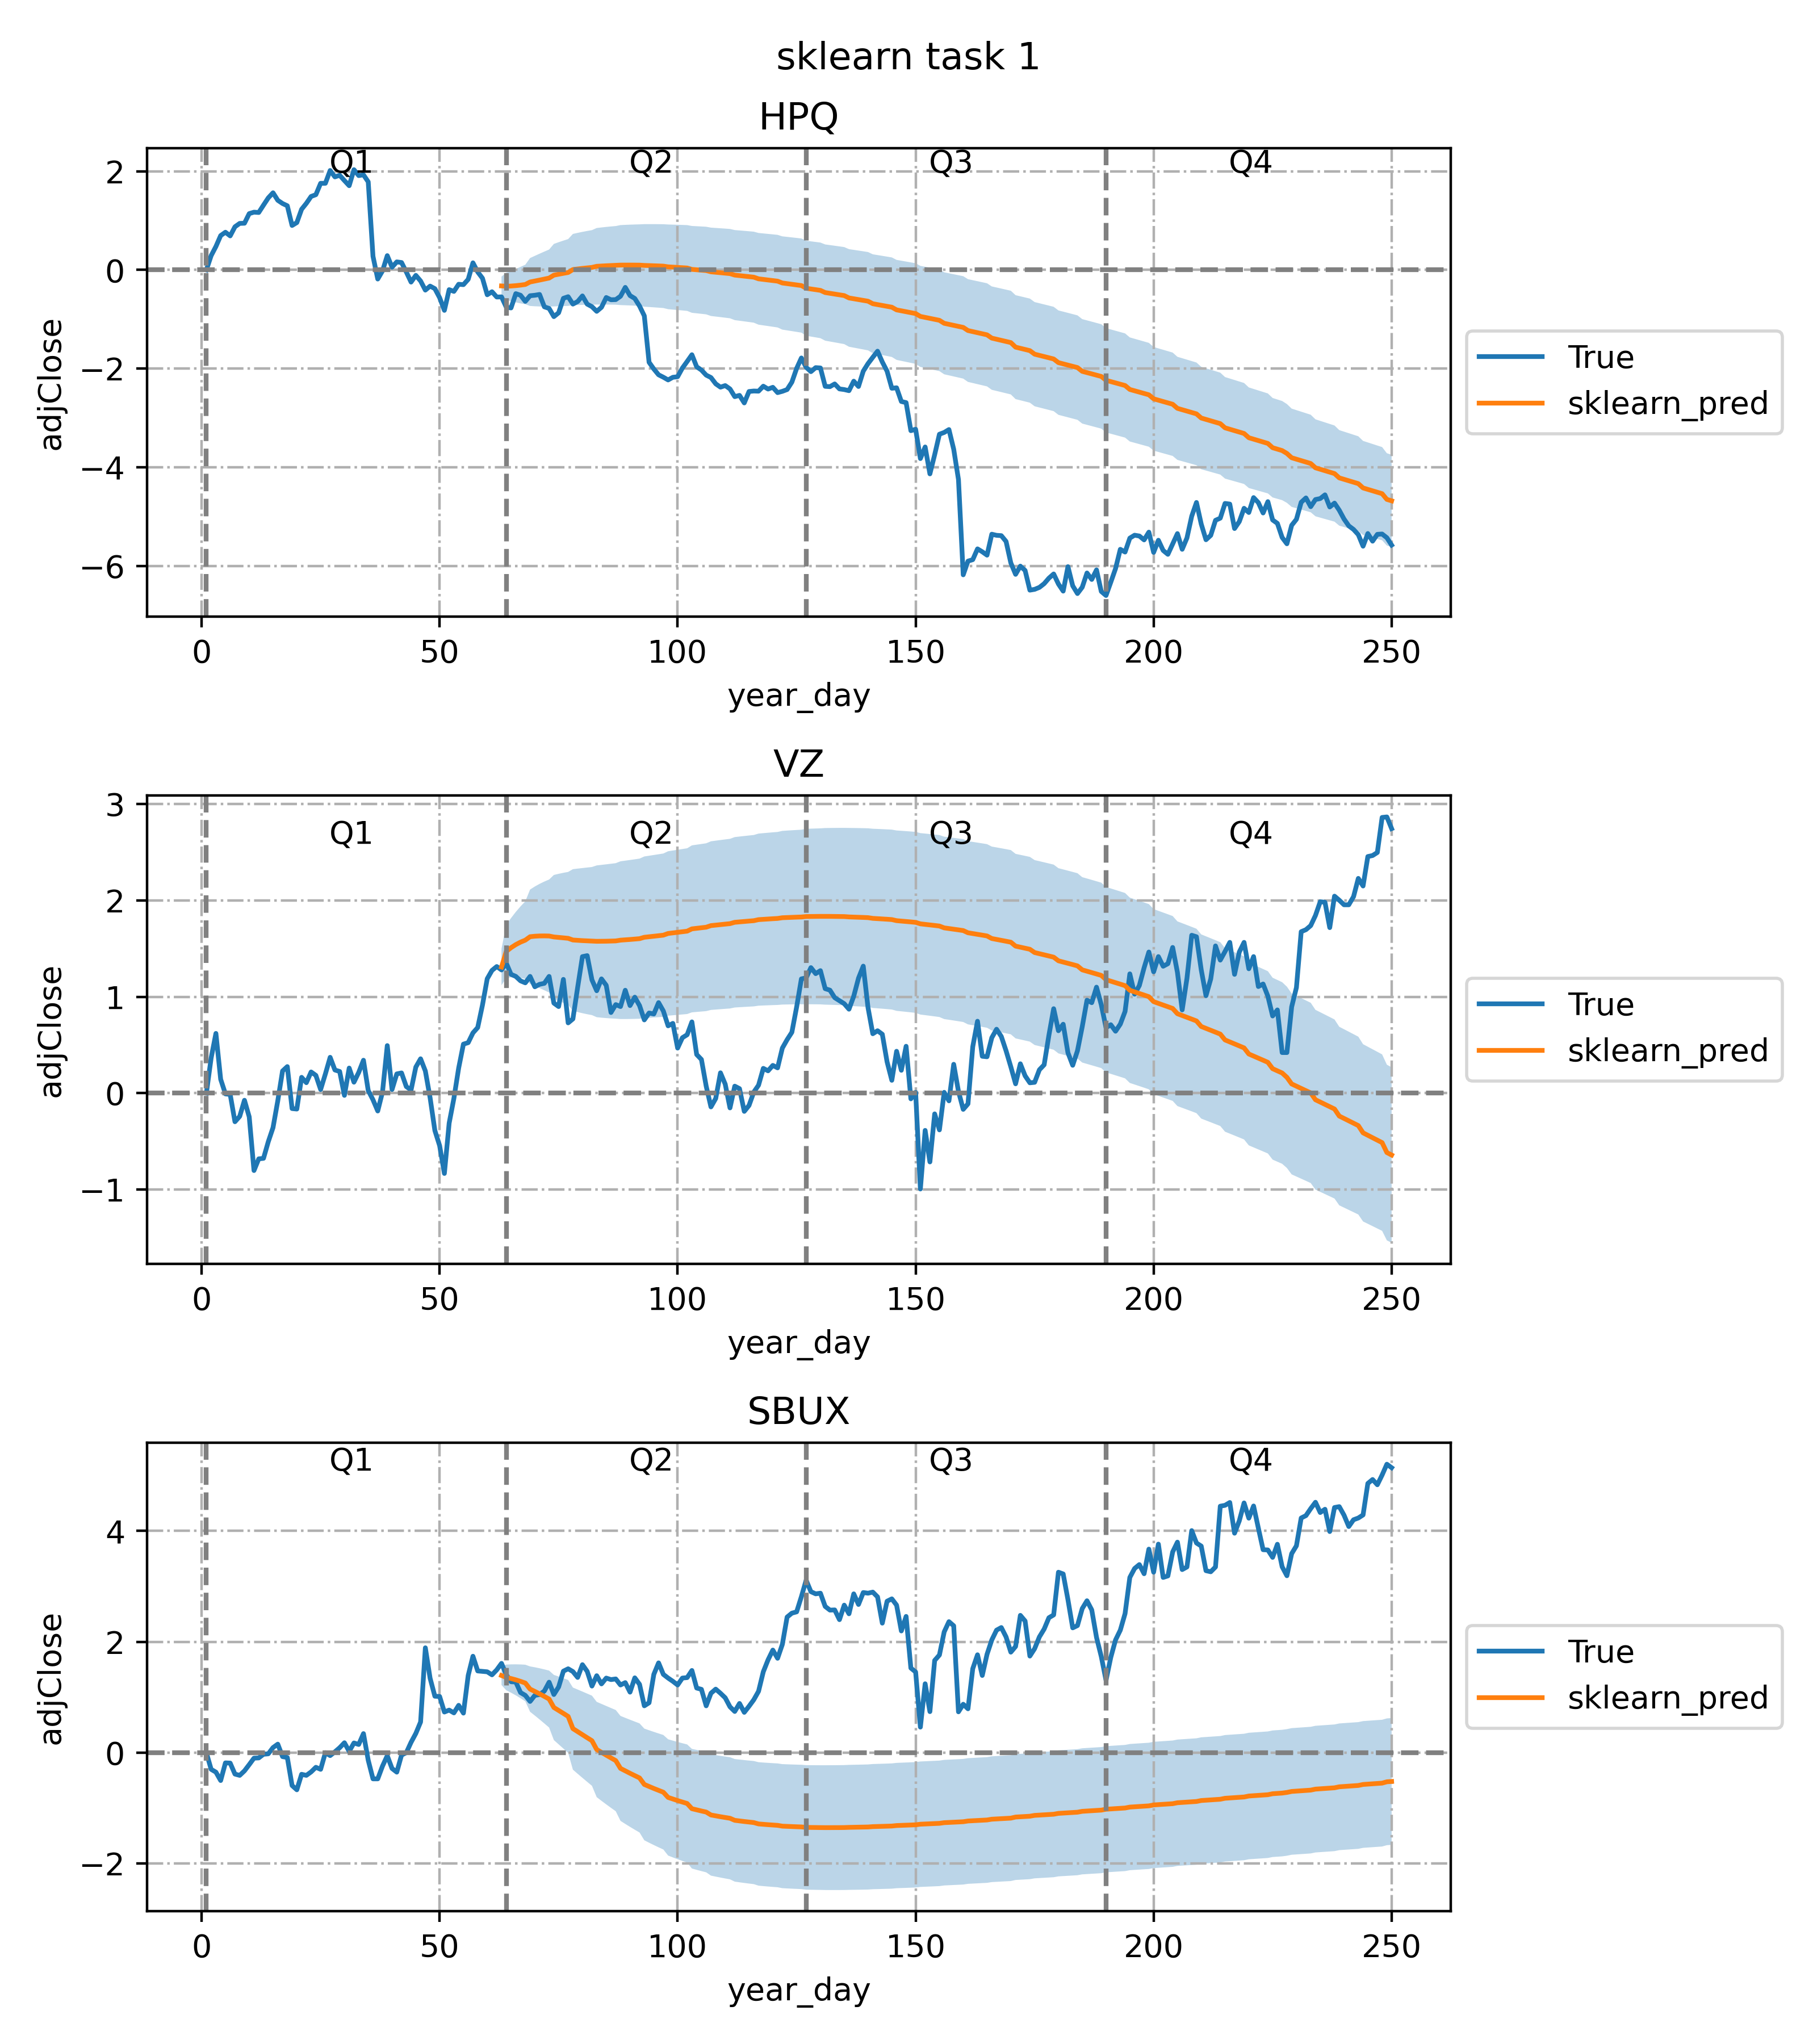 sklearn task 1
HPQ
Q1 Q2 Q3 Q4
2
0
−2
−4
−6
adjClose
0 50 100 150 200 250
year_day
True
sklearn_pred
VZ
Q1 Q2 Q3 Q4
3
2
1
0
−1
adjClose
0 50 100 150 200 250
year_day
True
sklearn_pred
SBUX
Q1 Q2 Q3 Q4
4
2
0
−2
adjClose
0 50 100 150 200 250
year_day
True
sklearn_pred